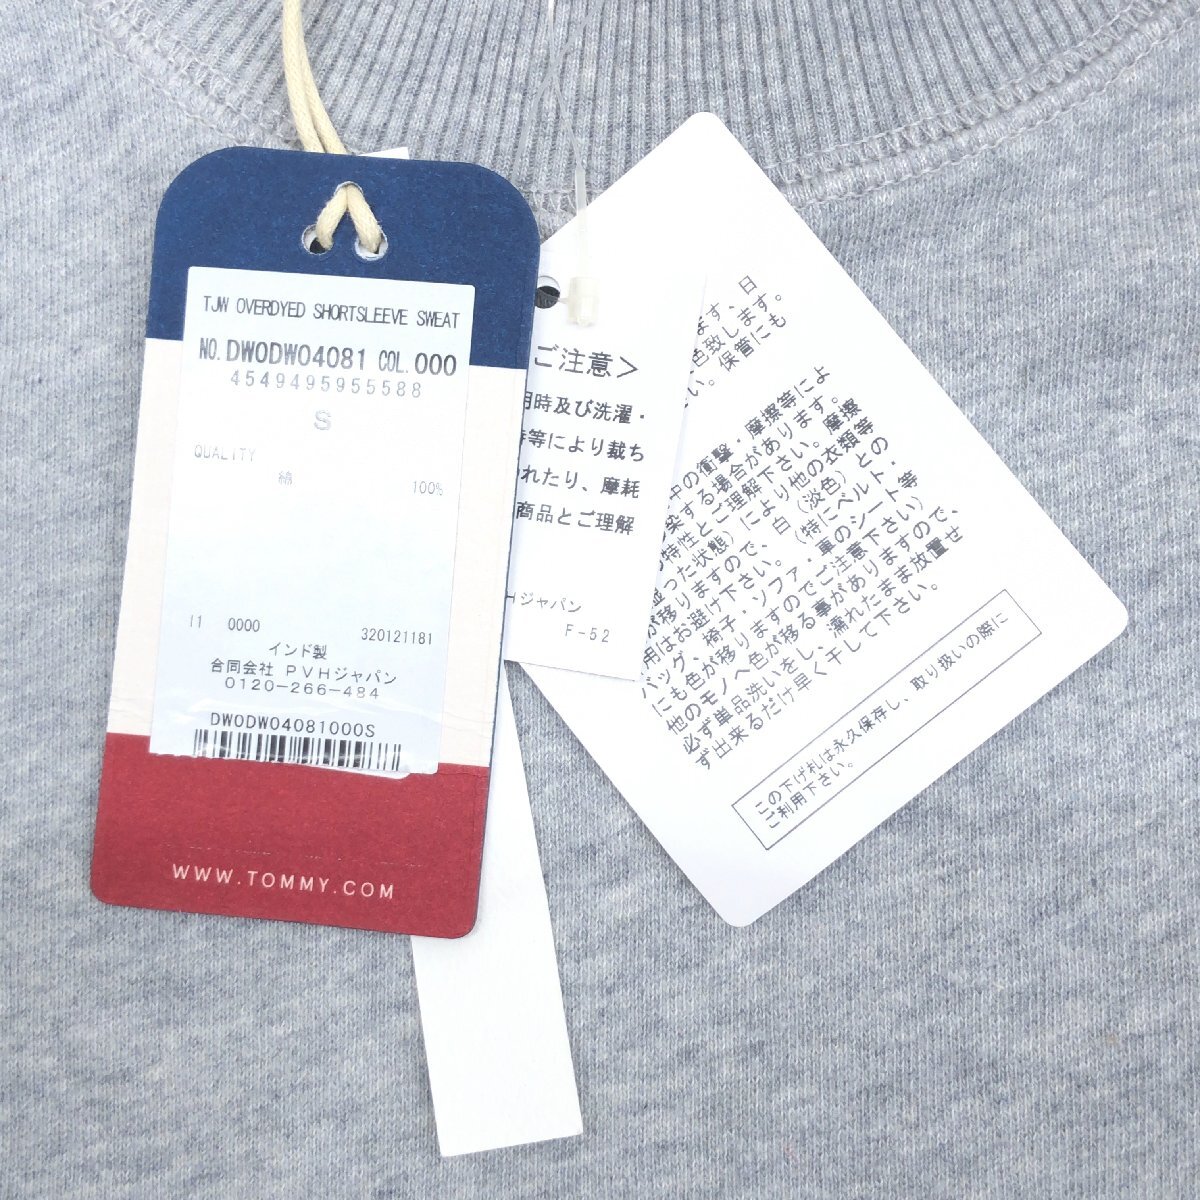 TJW OVERDYED SHORTSLEEVE SWEAT
NO.DW0DW04081 COL.000
4549495955588
S
QUALITY
綿 100%
I1 0000 320121181
インド製
合同会社 PVHジャパン
0120-266-484
DW0DW04081000S
WWW.TOMMY.COM
ご注意>
用時及び洗濯・
等により裁ち
れたり、摩耗
商品とご理解
Hジャパン
F-52
ます、日
色致します。
い。保管にも
中の衝撃・摩擦等によ
染する場合があります。
特性とご理解下さい。摩擦
湿った状態)により他の衣類等
が移りますので、白(淡色)との
用はお避け下さい。(特にベルト・
バッグ、椅子・ソファ・車のシート等
にも色が移りますのでご注意下さい)
他のモノへ色が移る事がありますので、
必ず単品洗いをし、濡れたまま放置せ
ず出来るだけ早く干して下さい。
この下げ札は永久保存し、取り扱いの際に
ご利用下さい。